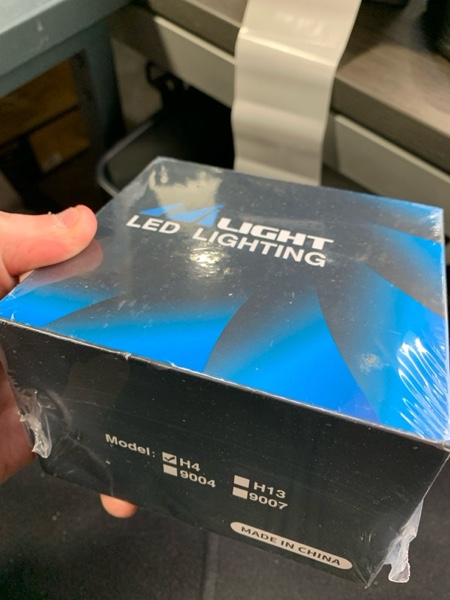 LIGHT
LED LIGHTING
Model: H4 H13
9004 9007
MADE IN CHINA